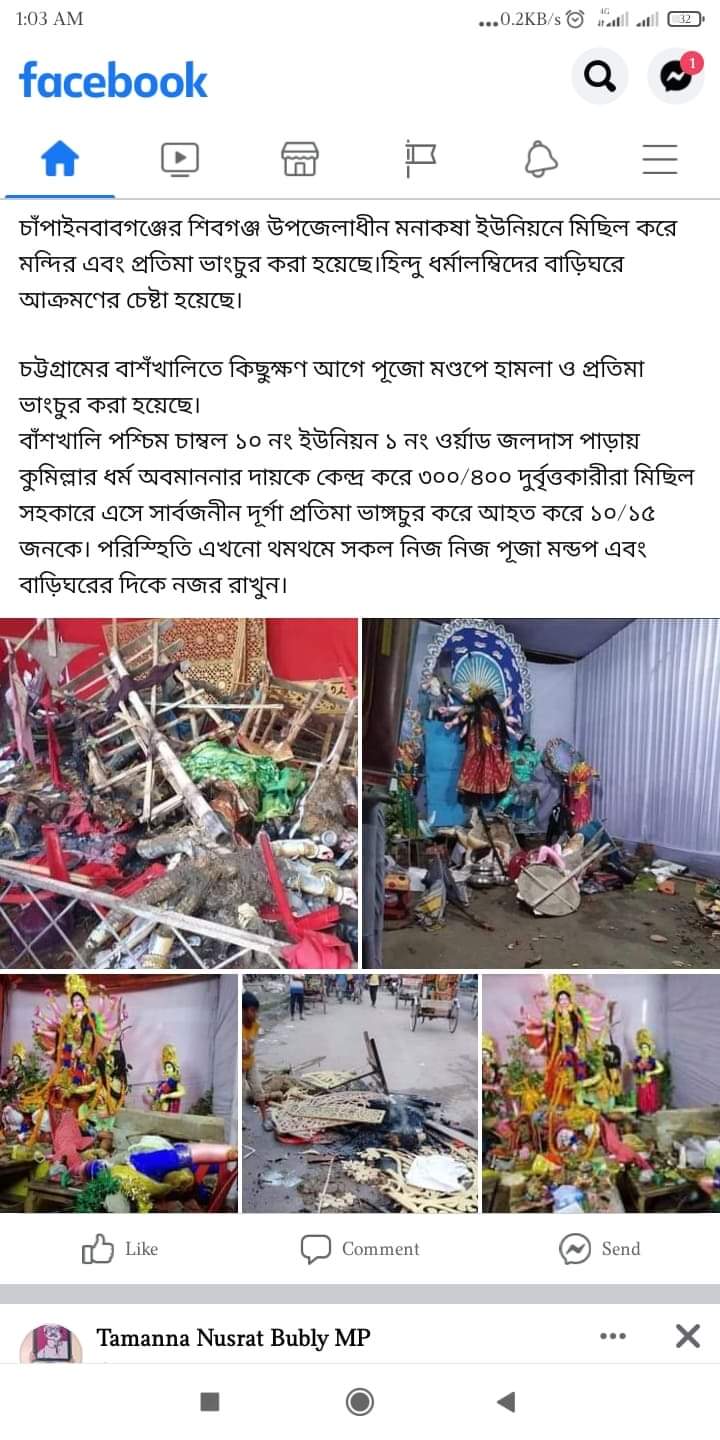 1:03 AM
...0.2KB/s 4G 32
facebook
1
চাঁপাইনবাবগঞ্জের শিবগঞ্জ উপজেলাধীন মনাকষা ইউনিয়নে মিছিল করে
মন্দির এবং প্রতিমা ভাংচুর করা হয়েছে।হিন্দু ধর্মালম্বিদের বাড়িঘরে
আক্রমণের চেষ্টা হয়েছে।
চট্টগ্রামের বাশঁখালিতে কিছুক্ষণ আগে পূজো মণ্ডপে হামলা ও প্রতিমা
ভাংচুর করা হয়েছে।
বাঁশখালি পশ্চিম চাম্বল ১০ নং ইউনিয়ন ১ নং ওর্য়াড জলদাস পাড়ায়
কুমিল্লার ধর্ম অবমাননার দায়কে কেন্দ্র করে ৩০০/৪০০ দুর্বৃত্তকারীরা মিছিল
সহকারে এসে সার্বজনীন দূর্গা প্রতিমা ভাঙ্গচুর করে আহত করে ১০/১৫
জনকে। পরিস্হিতি এখনো থমথমে সকল নিজ নিজ পূজা মন্ডপ এবং
বাড়িঘরের দিকে নজর রাখুন।
Like Comment Send
Tamanna Nusrat Bubly MP